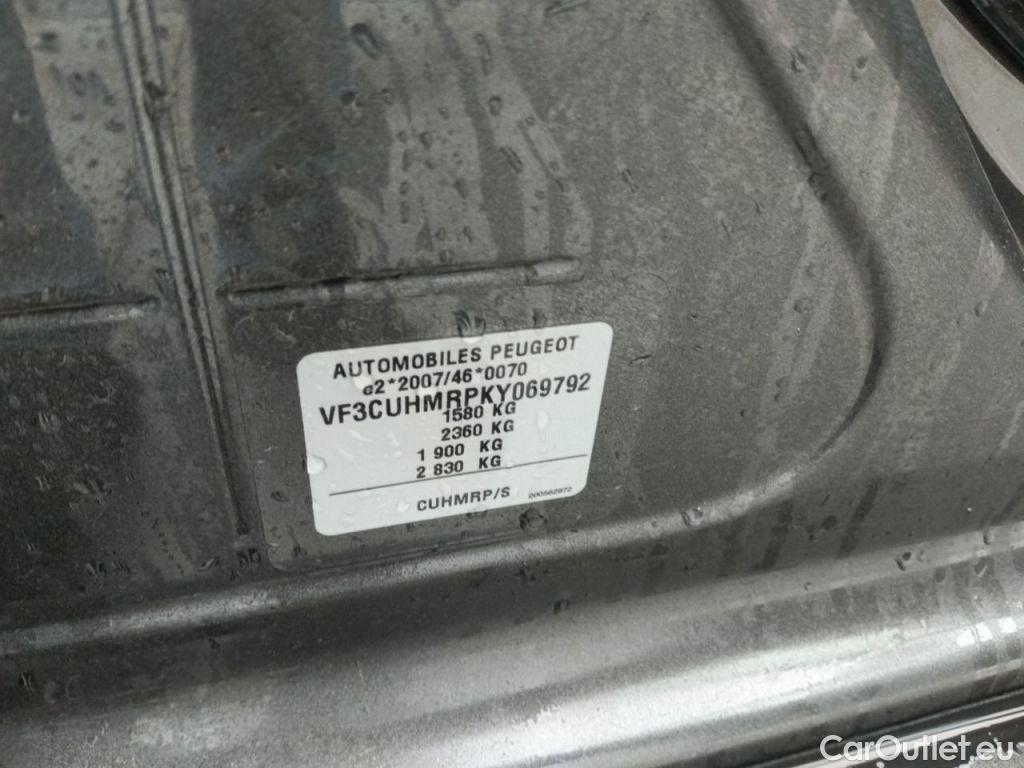 AUTOMOBILES PEUGEOT
e2*2007/46*0070
VF3CUHMRPKY069792
1580 KG
2360 KG
1 900 KG
2 830 KG
CUHMRP/S 200562972
CarOutlet.eu